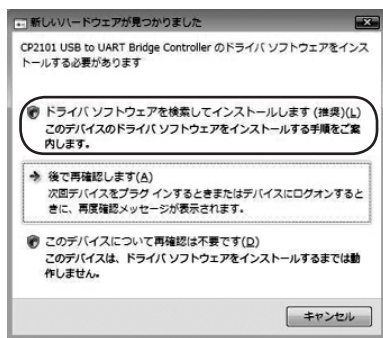 新しいハードウェアが見つかりました
CP2101 USB to UART Bridge Controller のドライバ ソフトウェアをインス
トールする必要があります
ドライバ ソフトウェアを検索してインストールします (推奨)(L)
このデバイスのドライバ ソフトウェアをインストールする手順をご案
内します。
後で再確認します(A)
次回デバイスをプラグ インするときまたはデバイスにログオンすると
きに、再度確認メッセージが表示されます。
このデバイスについて再確認は不要です(D)
このデバイスは、ドライバ ソフトウェアをインストールするまでは動
作しません。
キャンセル